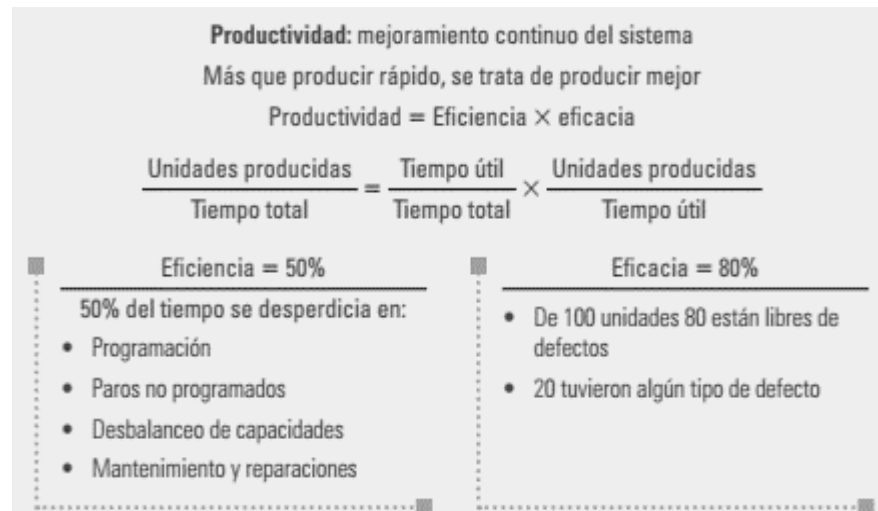 Productividad: mejoramiento continuo del sistema
Más que producir rápido, se trata de producir mejor
Productividad = Eficiencia × eficacia
Unidades producidas / Tiempo total = Tiempo útil / Tiempo total × Unidades producidas / Tiempo útil
Eficiencia = 50%
50% del tiempo se desperdicia en:
• Programación
• Paros no programados
• Desbalanceo de capacidades
• Mantenimiento y reparaciones
Eficacia = 80%
• De 100 unidades 80 están libres de
defectos
• 20 tuvieron algún tipo de defecto